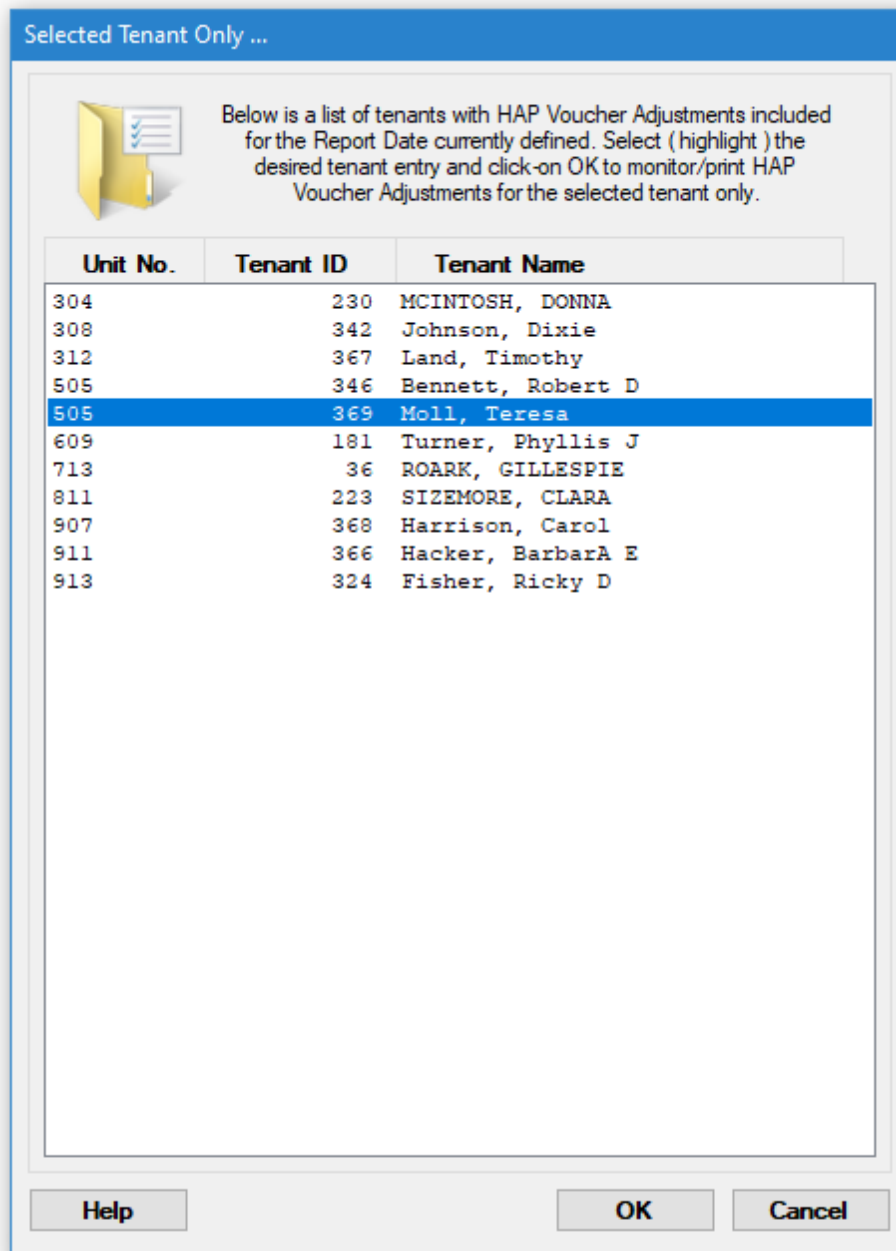 Selected Tenant Only ...
Below is a list of tenants with HAP Voucher Adjustments included
for the Report Date currently defined. Select ( highlight ) the
desired tenant entry and click-on OK to monitor/print HAP
Voucher Adjustments for the selected tenant only.
Unit No. Tenant ID Tenant Name
304 230 MCINTOSH, DONNA
308 342 Johnson, Dixie
312 367 Land, Timothy
505 346 Bennett, Robert D
505 369 Moll, Teresa
609 181 Turner, Phyllis J
713 36 ROARK, GILLESPIE
811 223 SIZEMORE, CLARA
907 368 Harrison, Carol
911 366 Hacker, BarbarA E
913 324 Fisher, Ricky D
Help OK Cancel